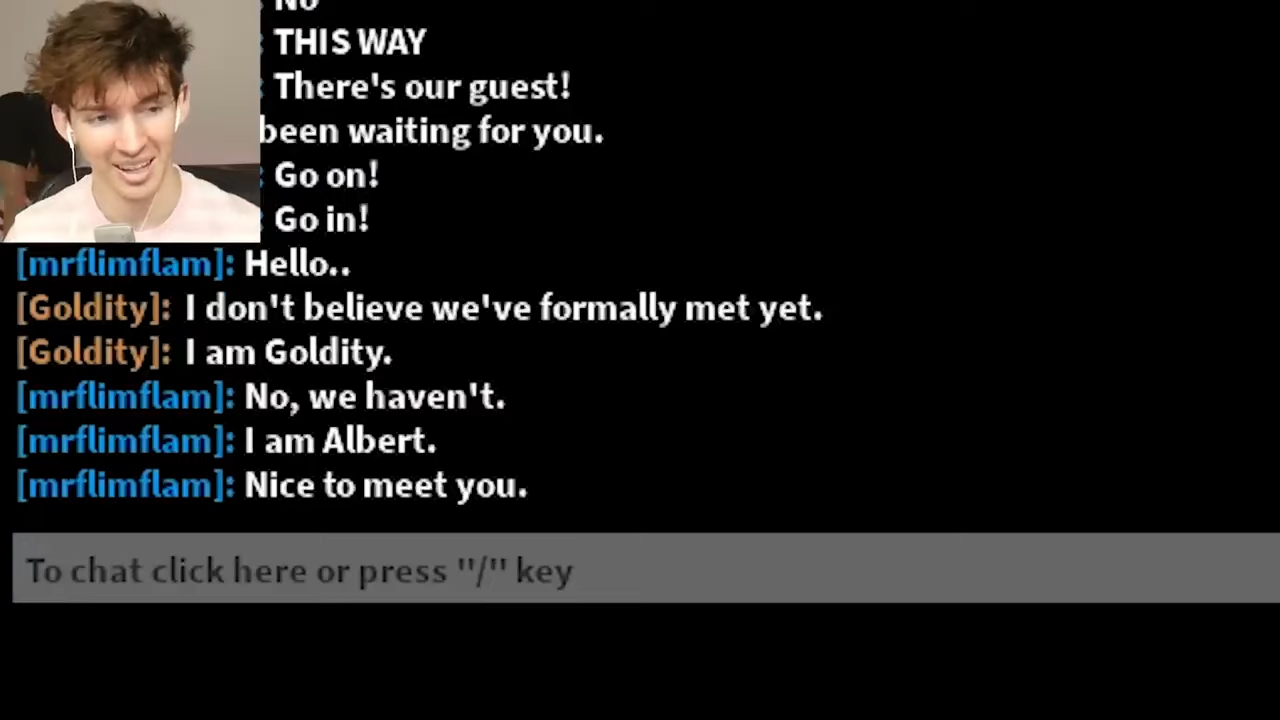 No
THIS WAY
: There's our guest!
been waiting for you.
: Go on!
: Go in!
[mrflimflam]: Hello..
[Goldity]: I don't believe we've formally met yet.
[Goldity]: I am Goldity.
[mrflimflam]: No, we haven't.
[mrflimflam]: I am Albert.
[mrflimflam]: Nice to meet you.
To chat click here or press "/" key